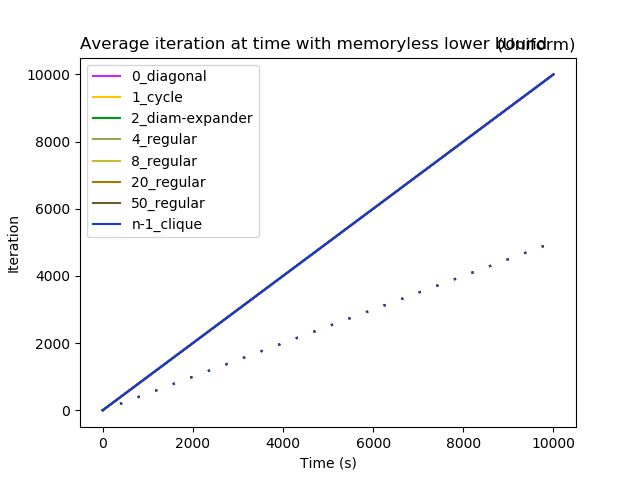 Average iteration at time with memoryless lower bound
(Uniform)
0_diagonal
1_cycle
2_diam-expander
4_regular
8_regular
20_regular
50_regular
n-1_clique
10000
8000
6000
4000
2000
0
Iteration
0 2000 4000 6000 8000 10000
Time (s)